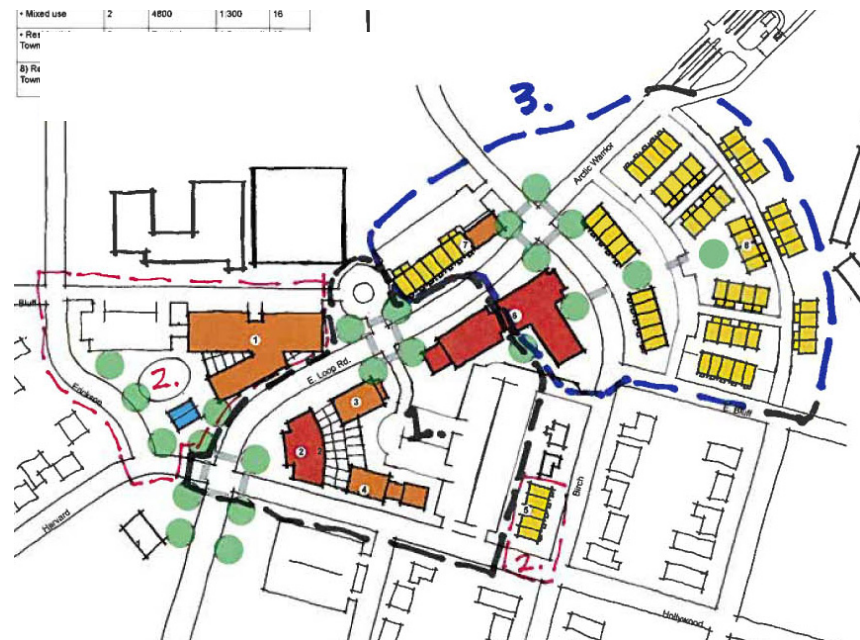 • Mixed use 2 4800 1:300 16
Town
8) Re
Town
3.
Arctic Warrior
7
8
6
Bluff
1
E. Loop Rd.
2.
Erickson
3
2
2
4
E. Bluff
Birch
5
2.
Harvard
Hollywood